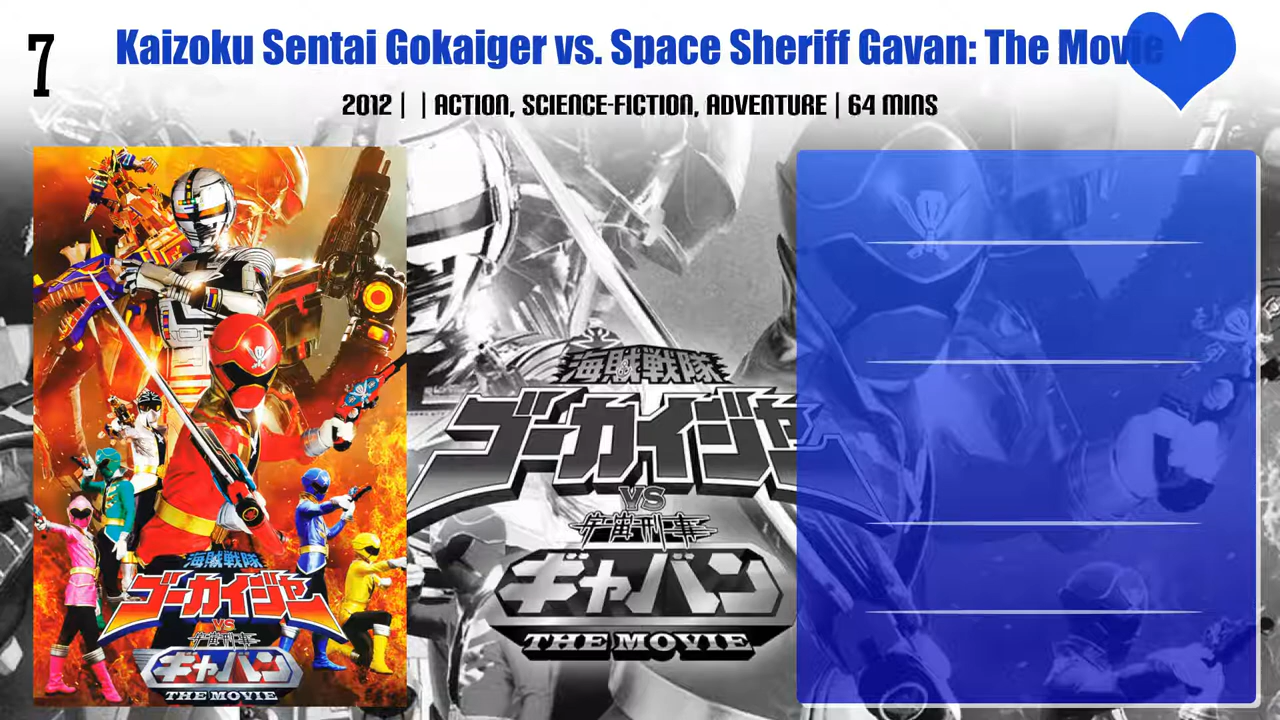 7
Kaizoku Sentai Gokaiger vs. Space Sheriff Gavan: The Movie
2012 | | ACTION, SCIENCE-FICTION, ADVENTURE | 64 MINS
海賊戦隊
ゴーカイジャー
VS
宇宙刑事
ギャバン
THE MOVIE
海賊戦隊
ゴーカイジャ
VS
宇宙刑事
ギャバン
THE MOVIE